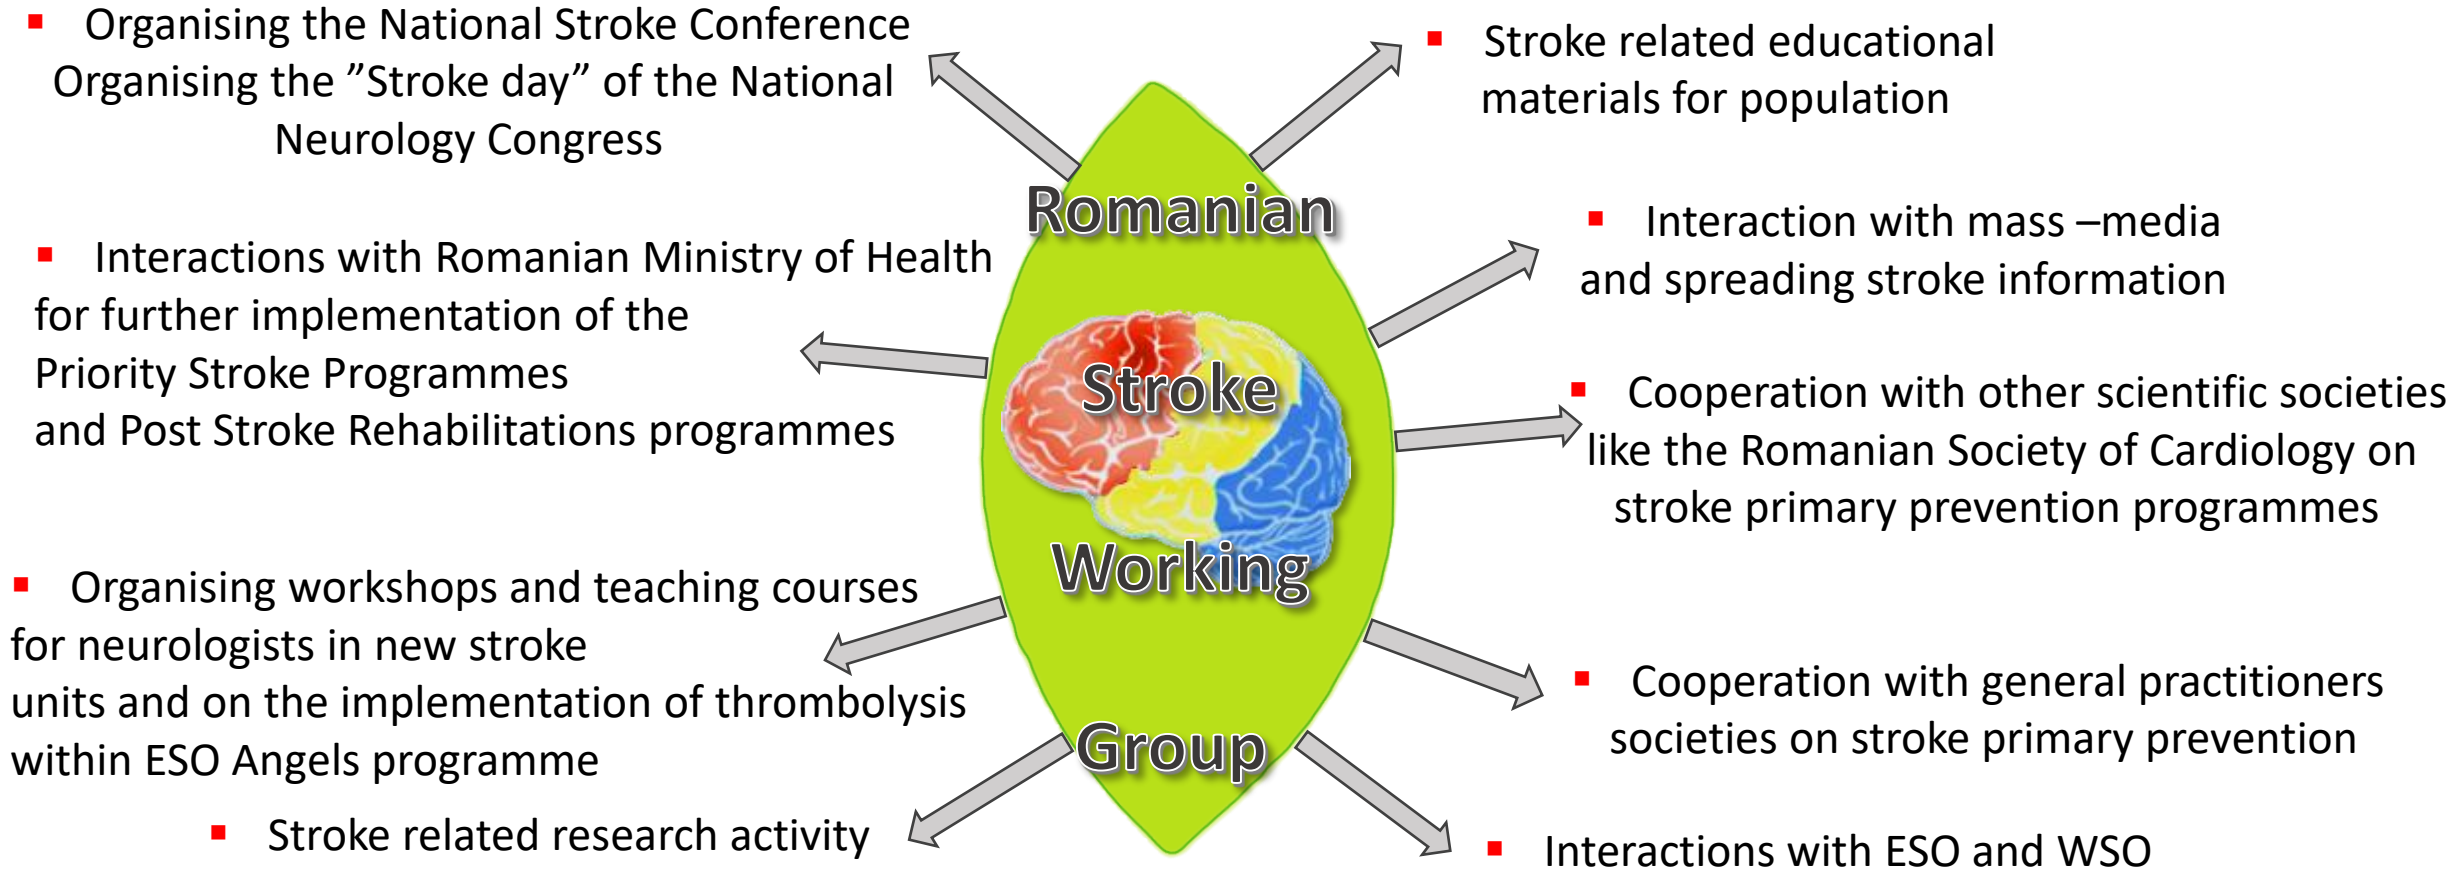 ▪ Organising the National Stroke Conference
Organising the ”Stroke day” of the National
Neurology Congress
▪ Interactions with Romanian Ministry of Health
for further implementation of the
Priority Stroke Programmes
and Post Stroke Rehabilitations programmes
▪ Organising workshops and teaching courses
for neurologists in new stroke
units and on the implementation of thrombolysis
within ESO Angels programme
▪ Stroke related research activity
Romanian
Stroke
Working
Group
▪ Stroke related educational
materials for population
▪ Interaction with mass –media
and spreading stroke information
▪ Cooperation with other scientific societies
like the Romanian Society of Cardiology on
stroke primary prevention programmes
▪ Cooperation with general practitioners
societies on stroke primary prevention
▪ Interactions with ESO and WSO